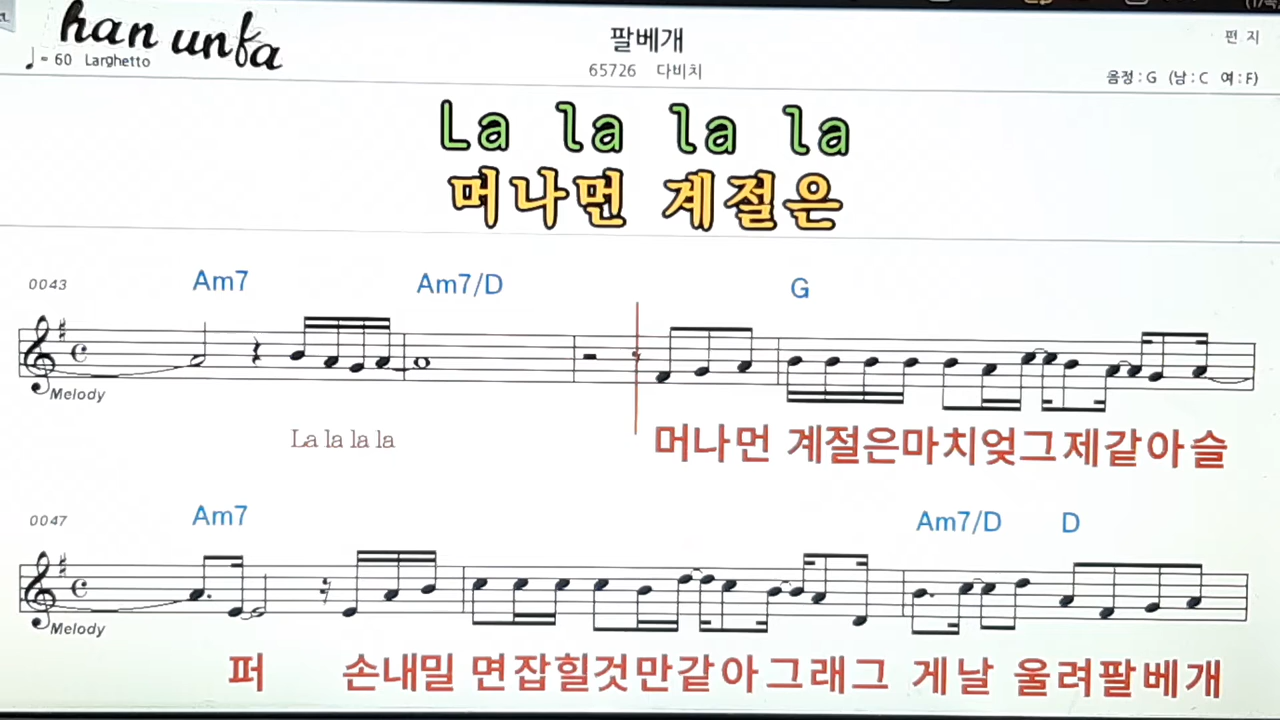 han unfa
♩= 60 Larghetto
팔베개
65726 다비치
편 지
음정 : G (남 : C 여 : F)
La la la la
머나먼 계절은
0043
Am7 Am7/D G
Melody
La la la la
머나먼 계절은마치엊그제같아슬
0047
Am7 Am7/D D
Melody
퍼 손내밀 면잡힐것만같아그래그 게날 울려팔베개